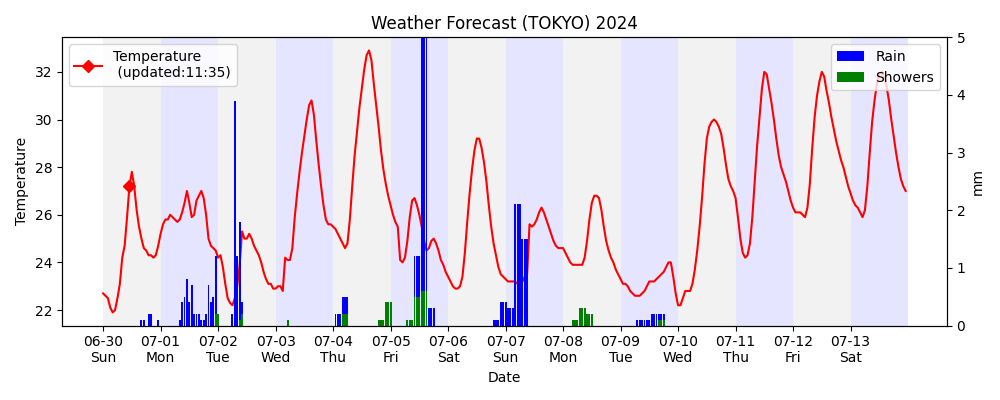 Weather Forecast (TOKYO) 2024
Temperature
(updated:11:35)
Rain
Showers
Temperature
32
30
28
26
24
22
5
4
3
2
1
0
mm
06-30 07-01 07-02 07-03 07-04 07-05 07-06 07-07 07-08 07-09 07-10 07-11 07-12 07-13
Sun Mon Tue Wed Thu Fri Sat Sun Mon Tue Wed Thu Fri Sat
Date